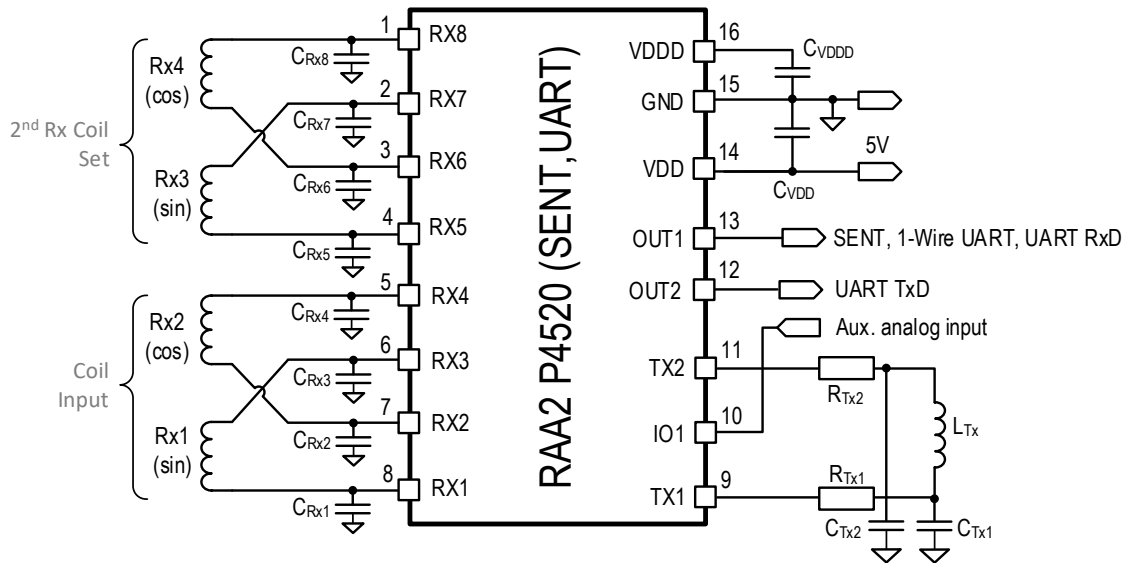 2nd Rx Coil
Set
Rx4
(cos)
Rx3
(sin)
1
2
3
4
CRx8
CRx7
CRx6
CRx5
RX8
RX7
RX6
RX5
Coil
Input
Rx2
(cos)
Rx1
(sin)
5
6
7
8
CRx4
CRx3
CRx2
CRx1
RX4
RX3
RX2
RX1
RAA2 P4520 (SENT,UART)
VDDD
GND
VDD
OUT1
OUT2
TX2
IO1
TX1
16
15
14
13
12
11
10
9
CVDDD
CVDD
5V
SENT, 1-Wire UART, UART RxD
UART TxD
Aux. analog input
RTx2
LTx
RTx1
CTx2
CTx1